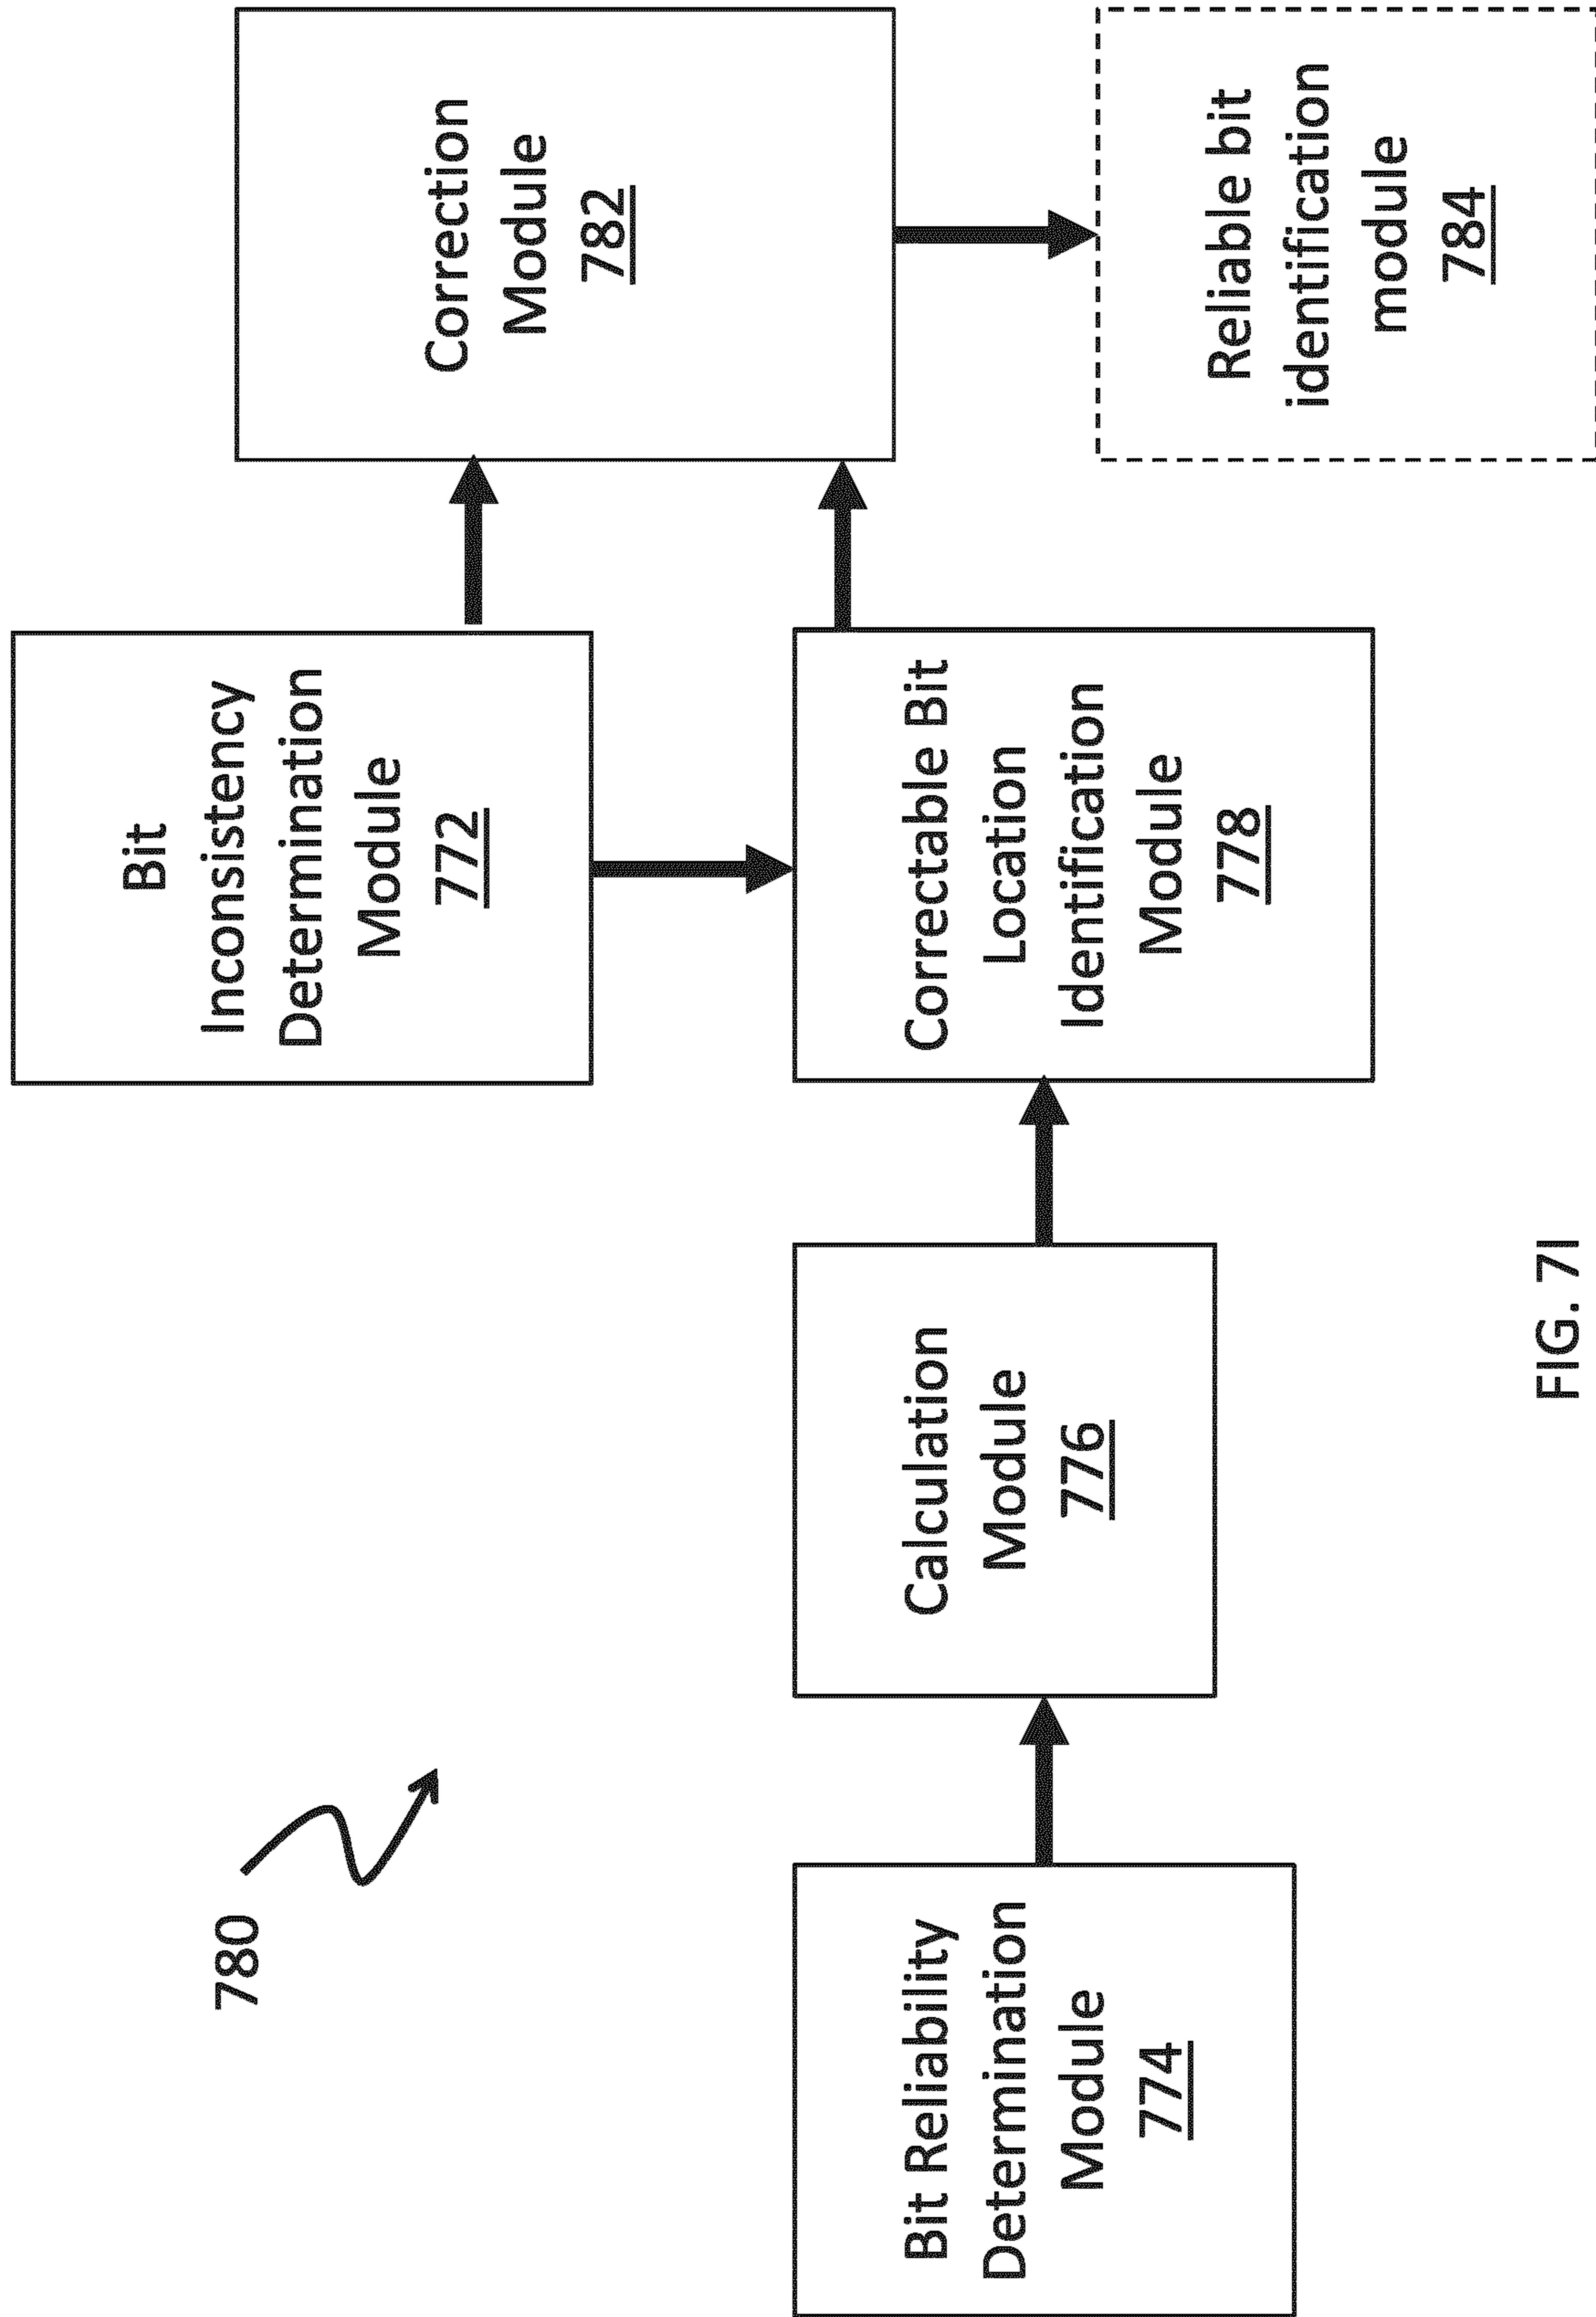 780
Bit
Inconsistency
Determination
Module
772
Correction
Module
782
Bit Reliability
Determination
Module
774
Calculation
Module
776
Correctable Bit
Location
Identification
Module
778
Reliable bit
identification
module
784
FIG. 7I